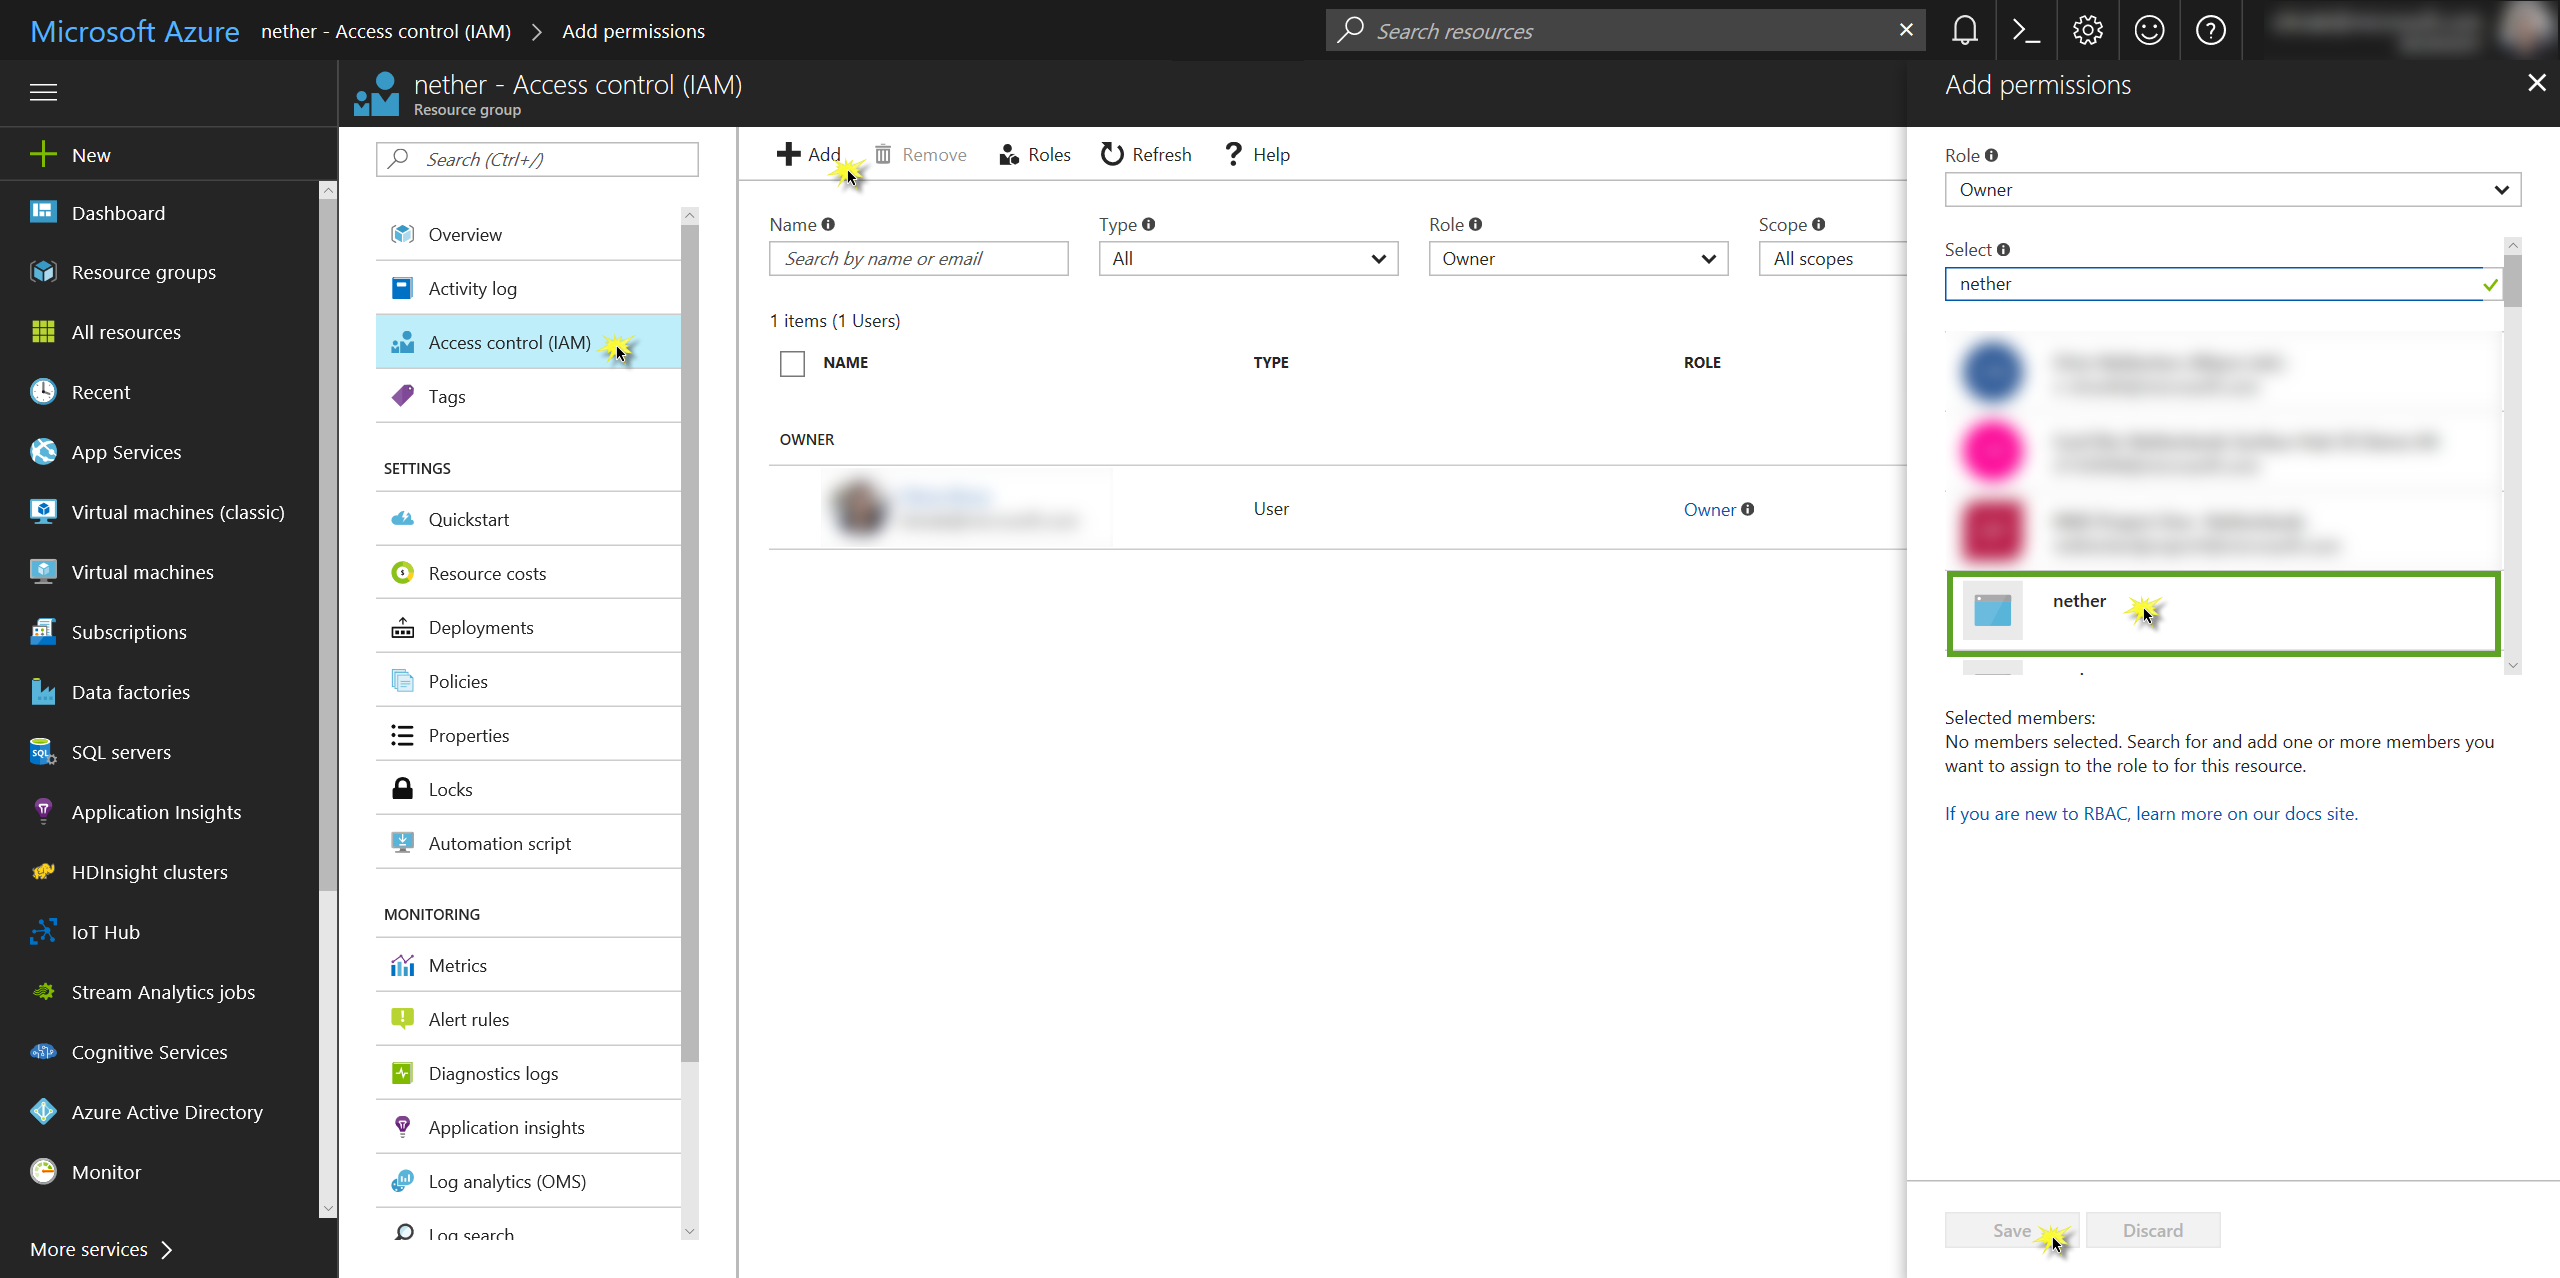 Microsoft Azure
nether - Access control (IAM) > Add permissions
Search resources
New
Dashboard
Resource groups
All resources
Recent
App Services
Virtual machines (classic)
Virtual machines
Subscriptions
Data factories
SQL servers
Application Insights
HDInsight clusters
IoT Hub
Stream Analytics jobs
Cognitive Services
Azure Active Directory
Monitor
More services >
nether - Access control (IAM)
Resource group
Search (Ctrl+/)
Overview
Activity log
Access control (IAM)
Tags
SETTINGS
Quickstart
Resource costs
Deployments
Policies
Properties
Locks
Automation script
MONITORING
Metrics
Alert rules
Diagnostics logs
Application insights
Log analytics (OMS)
Log search
Add Remove Roles Refresh Help
Name Type Role Scope
Search by name or email All Owner All scopes
1 items (1 Users)
NAME TYPE ROLE
OWNER
User Owner
Add permissions
Role
Owner
Select
nether
nether
Selected members:
No members selected. Search for and add one or more members you
want to assign to the role to for this resource.
If you are new to RBAC, learn more on our docs site.
Save Discard